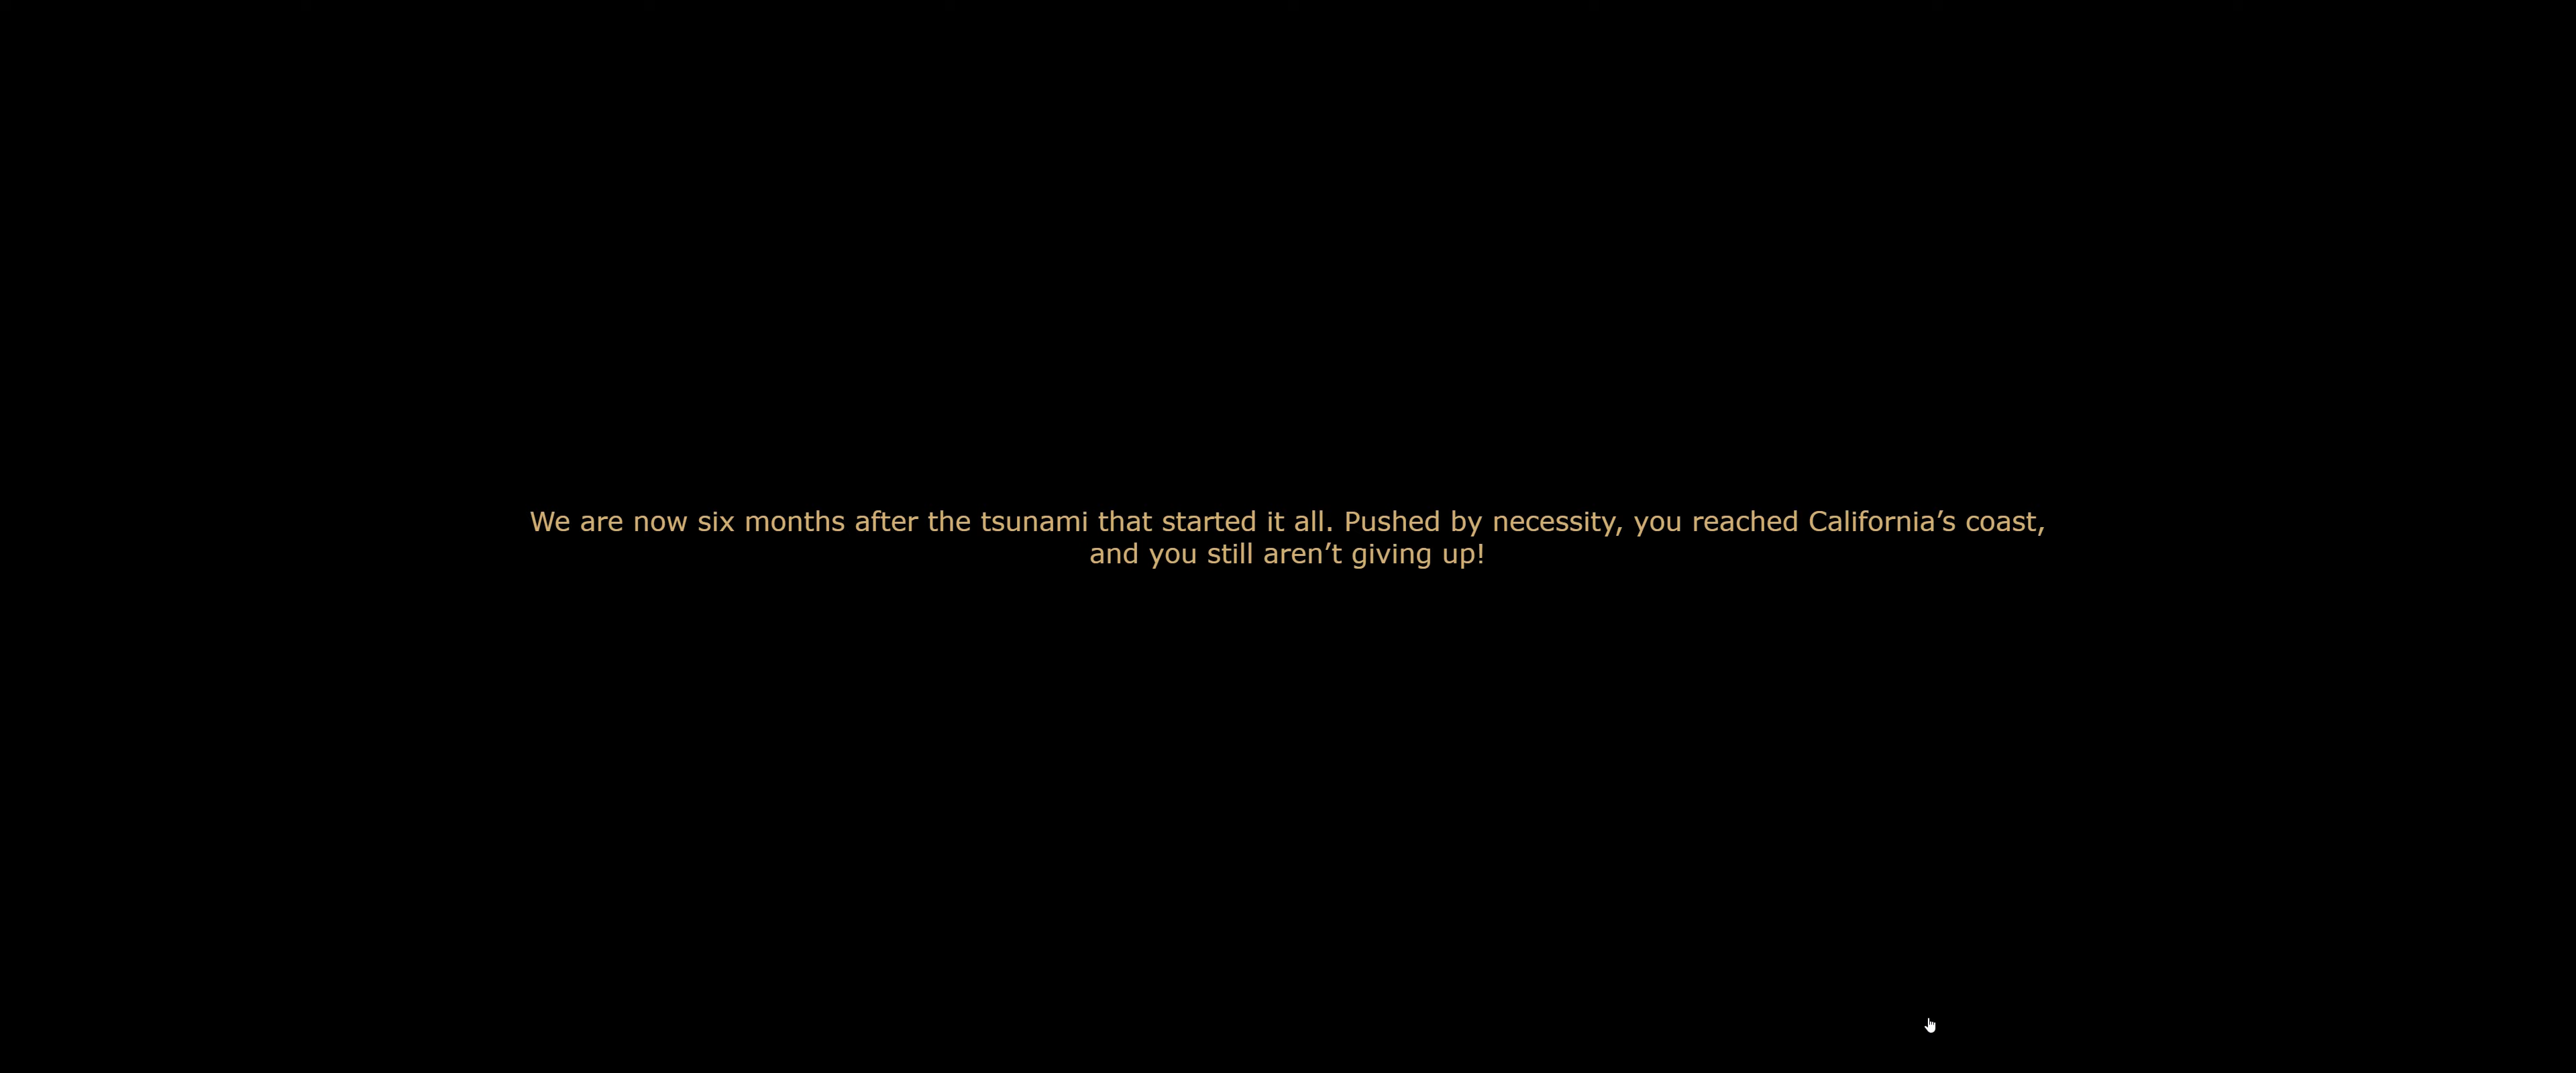 We are now six months after the tsunami that started it all. Pushed by necessity, you reached California’s coast,
and you still aren’t giving up!